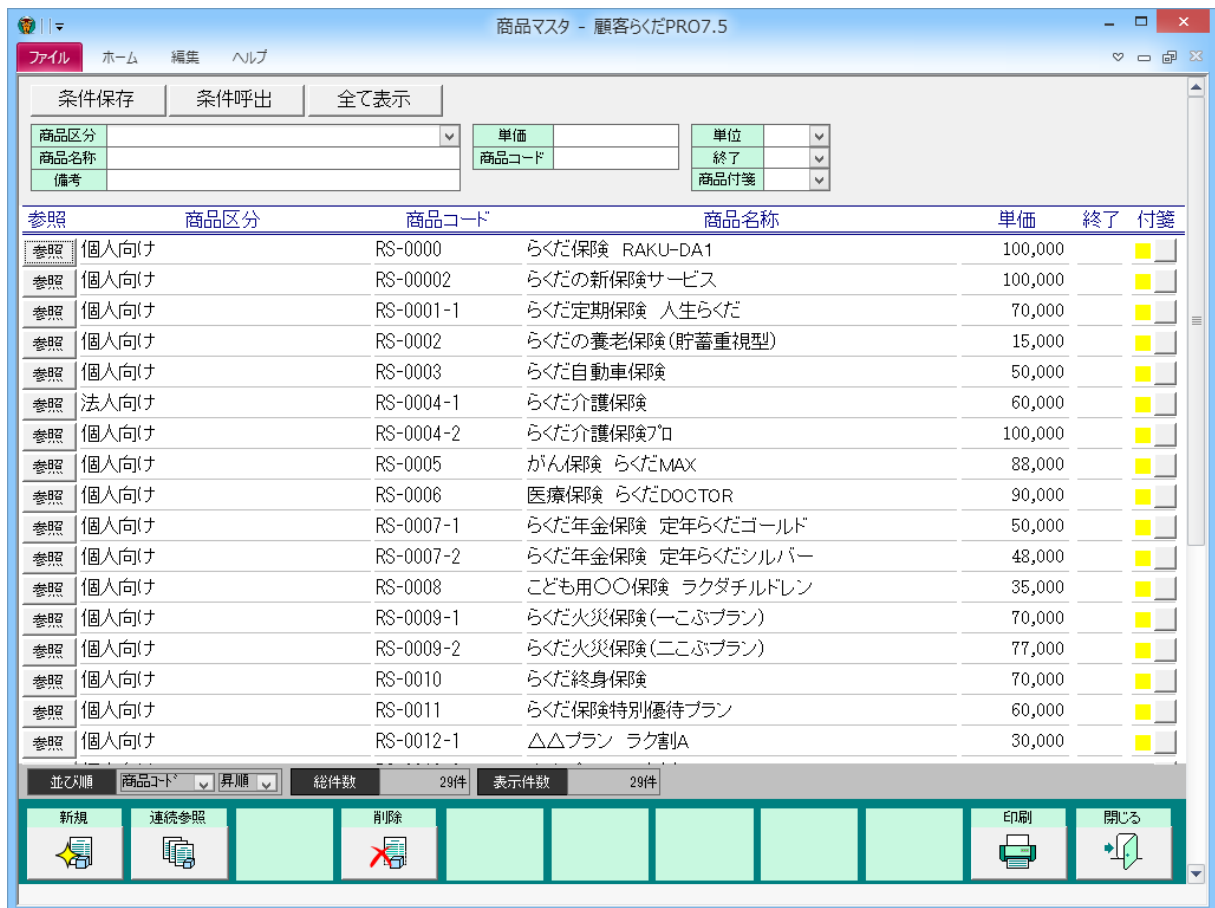 商品マスタ - 顧客らくだPRO7.5
ファイル ホーム 編集 ヘルプ
条件保存 条件呼出 全て表示
商品区分 単価 単位
商品名称 商品コード 終了
備考 商品付箋
参照 商品区分 商品コード 商品名称 単価 終了 付箋
参照 個人向け RS-0000 らくだ保険 RAKU-DA1 100,000
参照 個人向け RS-00002 らくだの新保険サービス 100,000
参照 個人向け RS-0001-1 らくだ定期保険 人生らくだ 70,000
参照 個人向け RS-0002 らくだの養老保険(貯蓄重視型) 15,000
参照 個人向け RS-0003 らくだ自動車保険 50,000
参照 法人向け RS-0004-1 らくだ介護保険 60,000
参照 個人向け RS-0004-2 らくだ介護保険プロ 100,000
参照 個人向け RS-0005 がん保険 らくだMAX 88,000
参照 個人向け RS-0006 医療保険 らくだDOCTOR 90,000
参照 個人向け RS-0007-1 らくだ年金保険 定年らくだゴールド 50,000
参照 個人向け RS-0007-2 らくだ年金保険 定年らくだシルバー 48,000
参照 個人向け RS-0008 こども用〇〇保険 ラクダチルドレン 35,000
参照 個人向け RS-0009-1 らくだ火災保険(一こぶプラン) 70,000
参照 個人向け RS-0009-2 らくだ火災保険(二こぶプラン) 77,000
参照 個人向け RS-0010 らくだ終身保険 70,000
参照 個人向け RS-0011 らくだ保険特別優待プラン 60,000
参照 個人向け RS-0012-1 △△プラン ラク割A 30,000
並び順 商品コード 昇順 総件数 29件 表示件数 29件
新規 連続参照 削除 印刷 閉じる